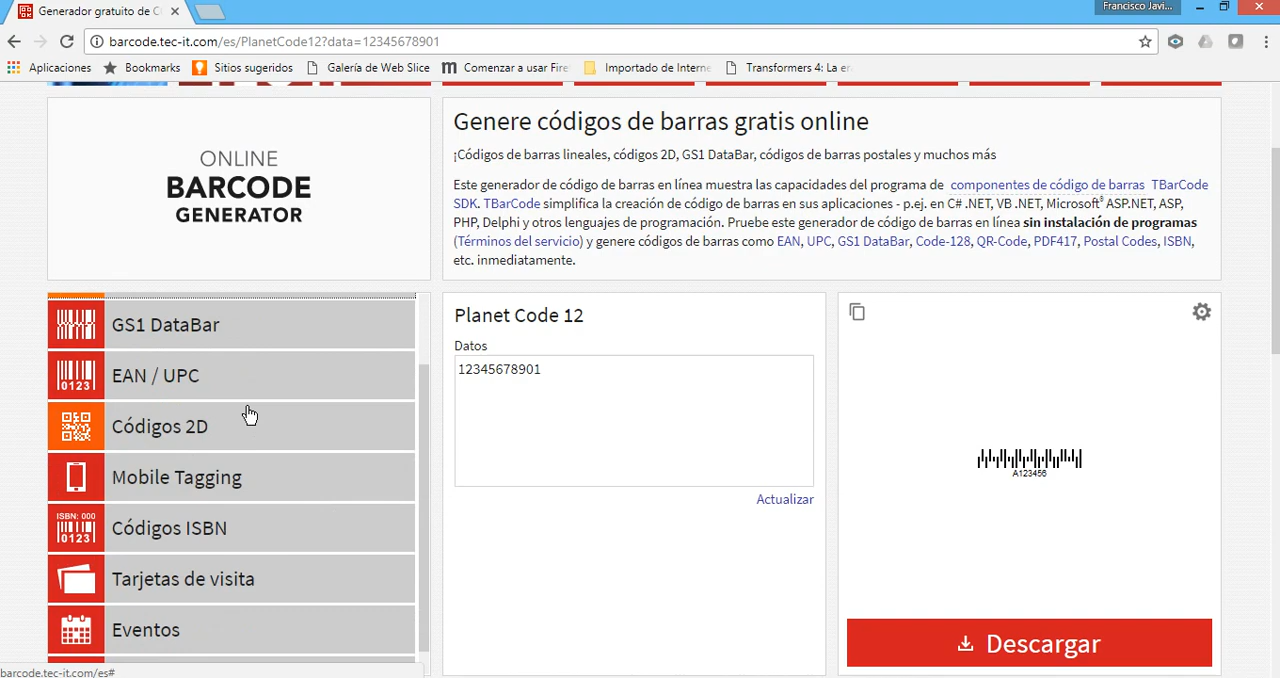 Generador gratuito de C
Francisco Javi...
barcode.tec-it.com/es/PlanetCode12?data=12345678901
Aplicaciones
Bookmarks
Sitios sugeridos
Galería de Web Slice
Comenzar a usar Fire
Importado de Interne
Transformers 4: La er
ONLINE
BARCODE
GENERATOR
Genere códigos de barras gratis online
¡Códigos de barras lineales, códigos 2D, GS1 DataBar, códigos de barras postales y muchos más
Este generador de código de barras en línea muestra las capacidades del programa de componentes de código de barras TBarCode
SDK. TBarCode simplifica la creación de código de barras en sus aplicaciones - p.ej. en C# .NET, VB .NET, Microsoft® ASP.NET, ASP,
PHP, Delphi y otros lenguajes de programación. Pruebe este generador de código de barras en línea sin instalación de programas
(Términos del servicio) y genere códigos de barras como EAN, UPC, GS1 DataBar, Code-128, QR-Code, PDF417, Postal Codes, ISBN,
etc. inmediatamente.
GS1 DataBar
0123
EAN / UPC
Códigos 2D
Mobile Tagging
ISBN: 000
0123
Códigos ISBN
Tarjetas de visita
Eventos
Planet Code 12
Datos
12345678901
Actualizar
A123456
Descargar
barcode.tec-it.com/es#